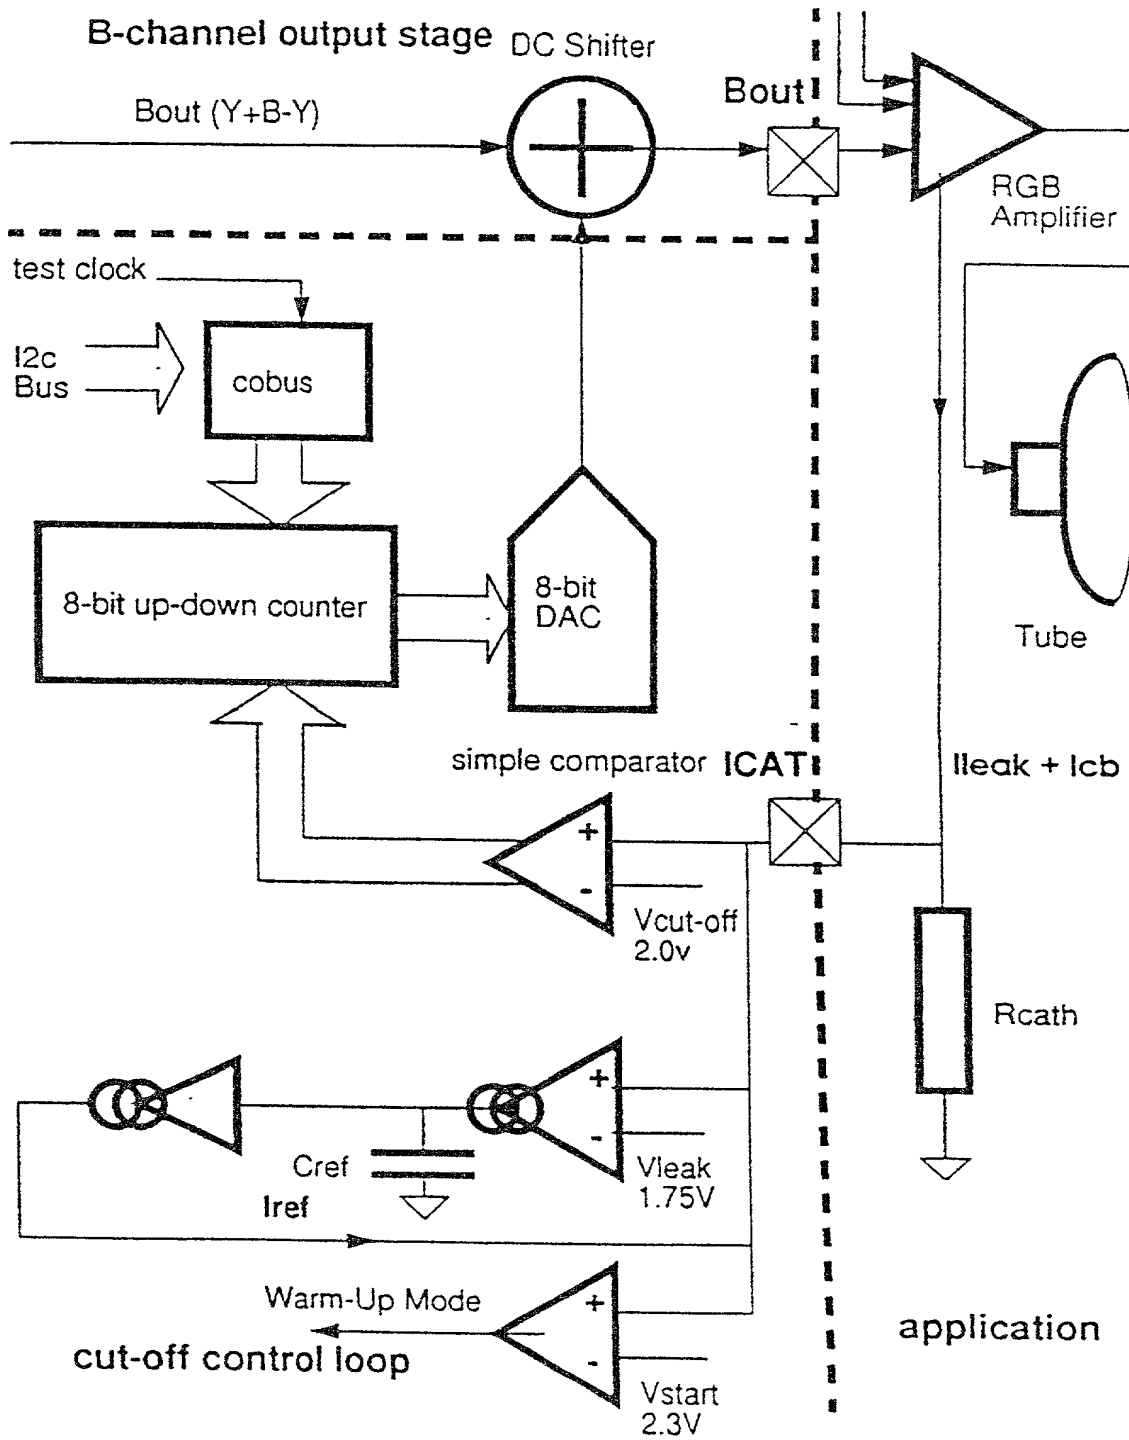 B-channel output stage
DC Shifter
Bout (Y+B-Y)
Bout
RGB
Amplifier
test clock
I2c
Bus
cobus
8-bit up-down counter
8-bit
DAC
Tube
simple comparator
ICAT
Ileak + Icb
+
-
Vcut-off
2.0v
Rcath
+
-
Cref
Vleak
1.75V
Iref
Warm-Up Mode
+
-
cut-off control loop
application
Vstart
2.3V